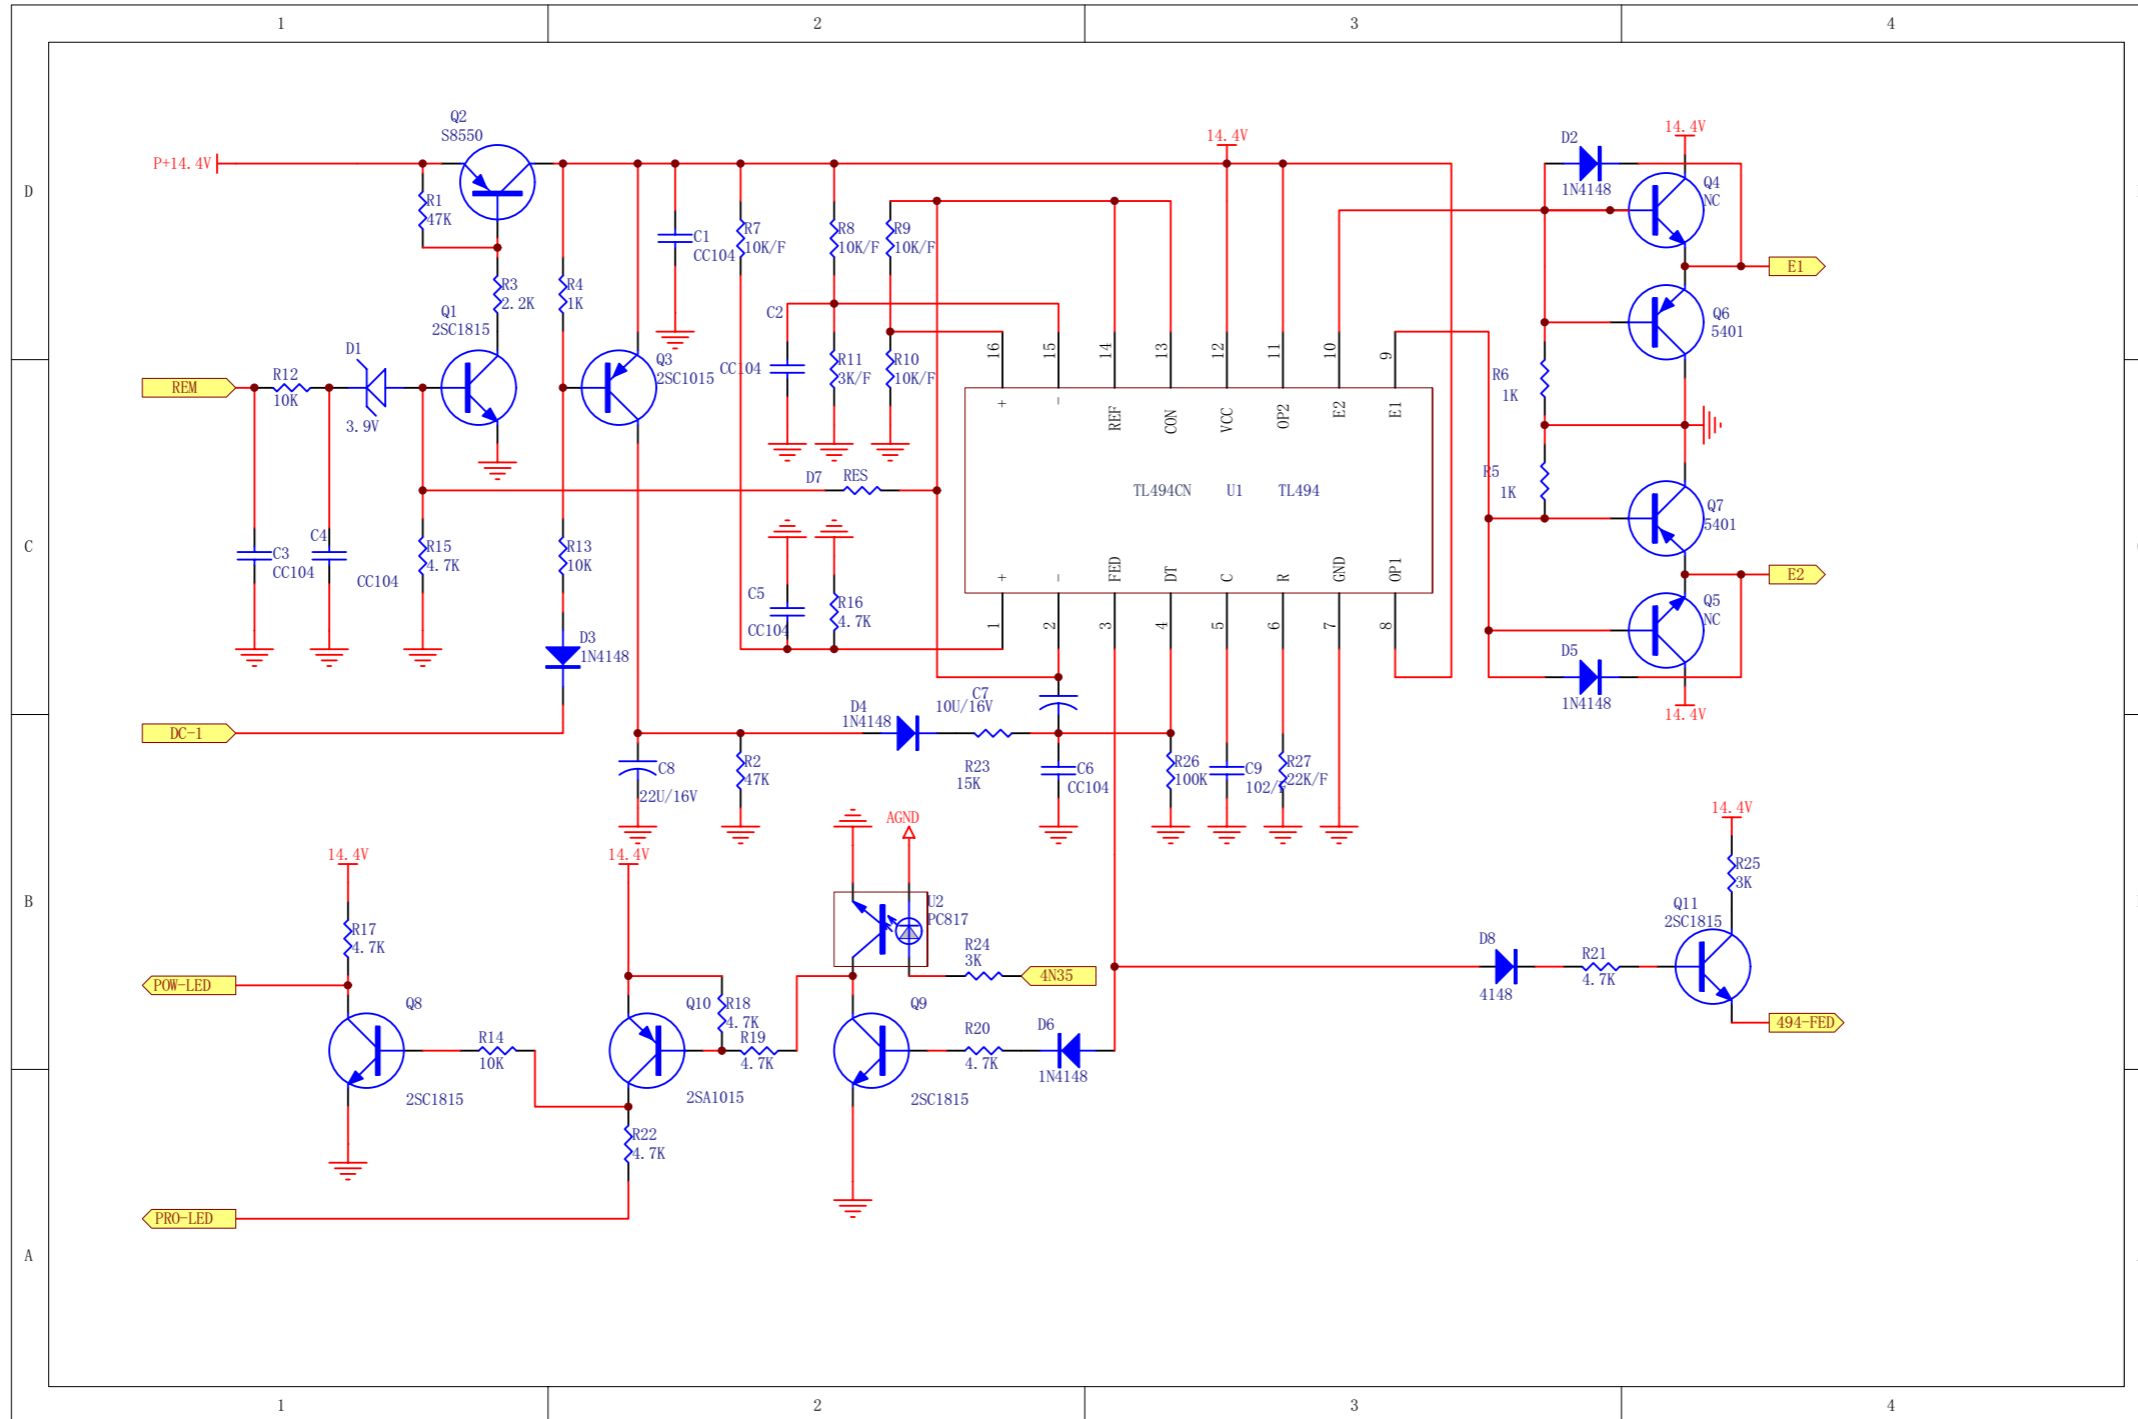 1 2 3 4
D
C
B
A
Q2
S8550
P+14.4V
R1
47K
R3
2.2K
Q1
2SC1815
R4
1K
D1
3.9V
REM
R12
10K
C3
CC104
C4
CC104
R15
4.7K
R13
10K
D3
1N4148
DC-1
Q3
2SC1015
C1
CC104
R7
10K/F
R8
10K/F
R9
10K/F
C2
CC104
R11
3K/F
R10
10K/F
D7 RES
C5
CC104
R16
4.7K
14.4V
16 15 14 13 12 11 10 9
+ - REF CON VCC OP2 E2 E1
TL494CN U1 TL494
+ - FED DT C R GND OP1
1 2 3 4 5 6 7 8
14.4V
D2
1N4148
Q4
NC
E1
Q6
5401
R6
1K
R5
1K
Q7
5401
E2
Q5
NC
D5
1N4148
14.4V
C7
10U/16V
D4
1N4148
R23
15K
C8
22U/16V
R2
47K
C6
CC104
R26
100K
C9
102/F
R27
22K/F
AGND
14.4V
R17
4.7K
POW-LED
Q8
2SC1815
R14
10K
14.4V
Q10
2SA1015
R18
4.7K
R19
4.7K
R22
4.7K
PRO-LED
U2
PC817
R24
3K
4N35
Q9
2SC1815
R20
4.7K
D6
1N4148
14.4V
R25
3K
Q11
2SC1815
D8
4148
R21
4.7K
494-FED
1 2 3 4